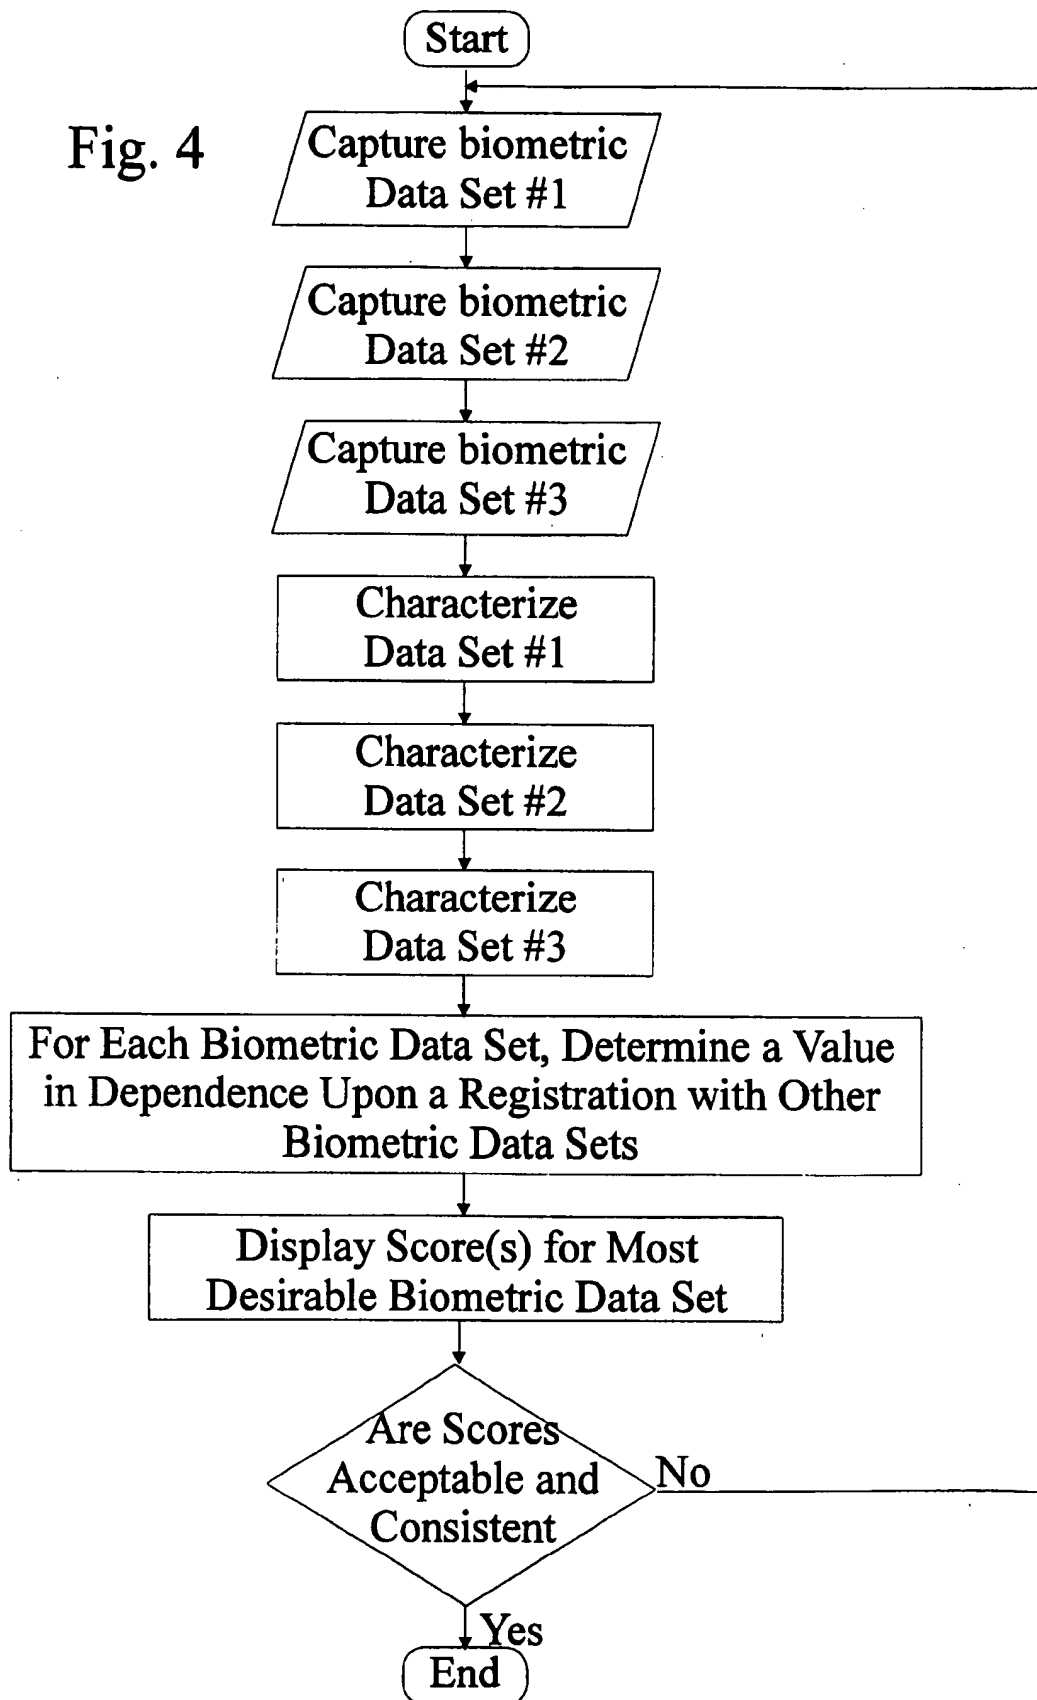 Start
Fig. 4
Capture biometric
Data Set #1
Capture biometric
Data Set #2
Capture biometric
Data Set #3
Characterize
Data Set #1
Characterize
Data Set #2
Characterize
Data Set #3
For Each Biometric Data Set, Determine a Value
in Dependence Upon a Registration with Other
Biometric Data Sets
Display Score(s) for Most
Desirable Biometric Data Set
Are Scores
Acceptable and
Consistent
No
Yes
End